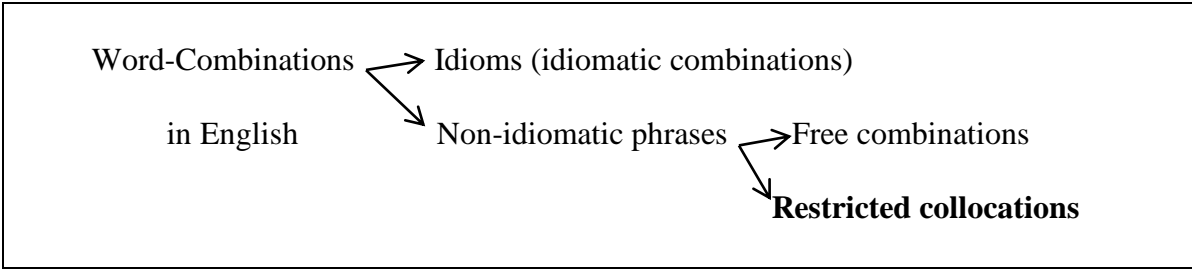 Word-Combinations Idioms (idiomatic combinations)
in English Non-idiomatic phrases Free combinations
Restricted collocations